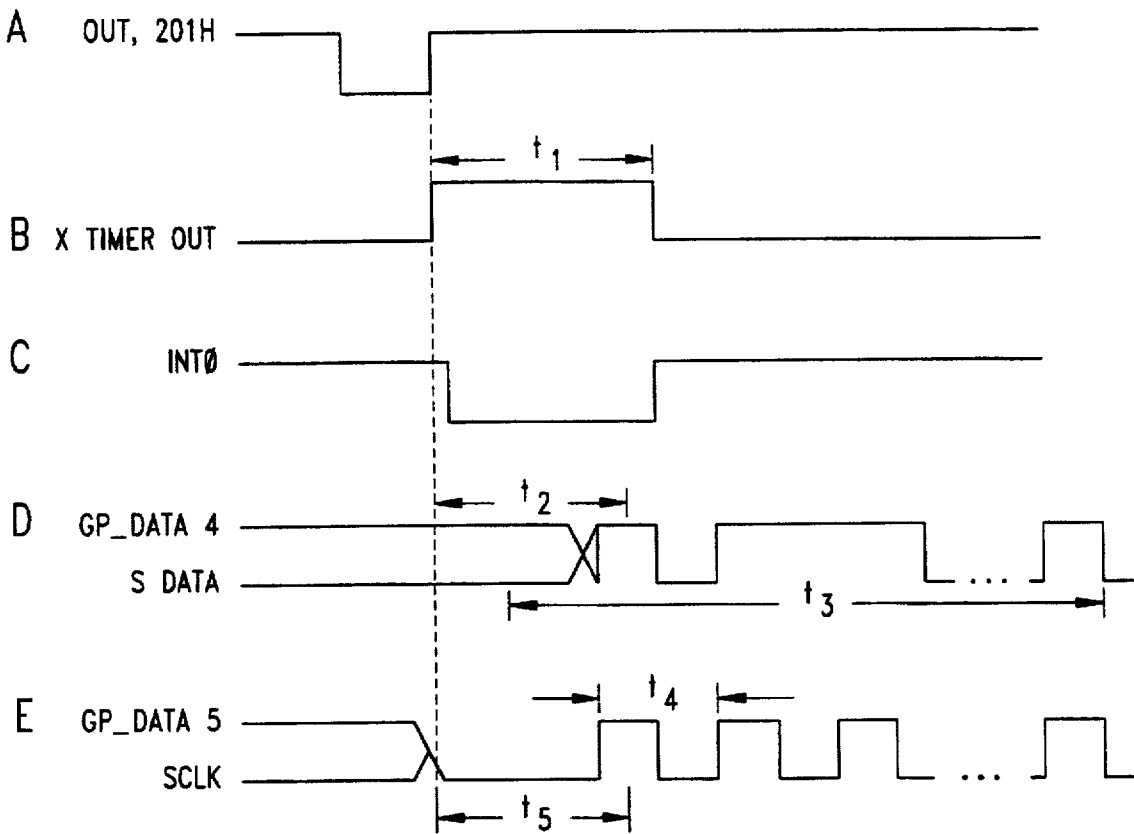 A OUT, 201H
t1
B X TIMER OUT
C INTØ
t2
D GP_DATA 4
S DATA
...
t3
t4
E GP_DATA 5
SCLK
...
t5